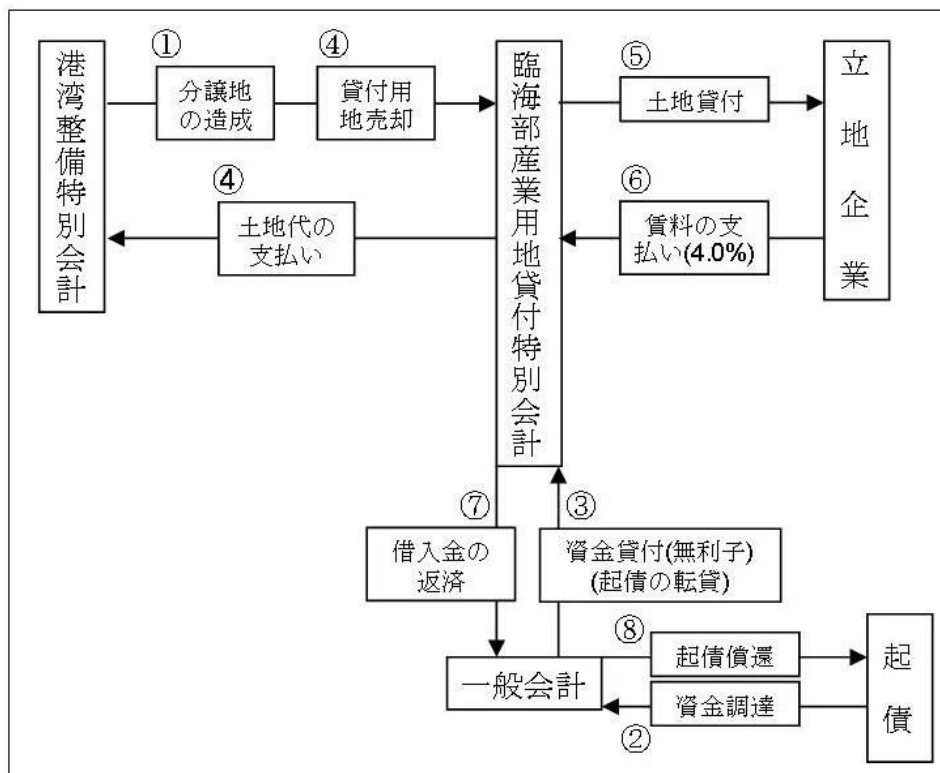 港湾整備特別会計
①
分譲地
の造成
④
貸付用
地売却
臨海部産業用地貸付特別会計
⑤
土地貸付
立地企業
④
土地代の
支払い
⑥
賃料の支
払い(4.0%)
⑦
借入金の
返済
③
資金貸付(無利子)
(起債の転貸)
一般会計
⑧
起債償還
起債
資金調達
②